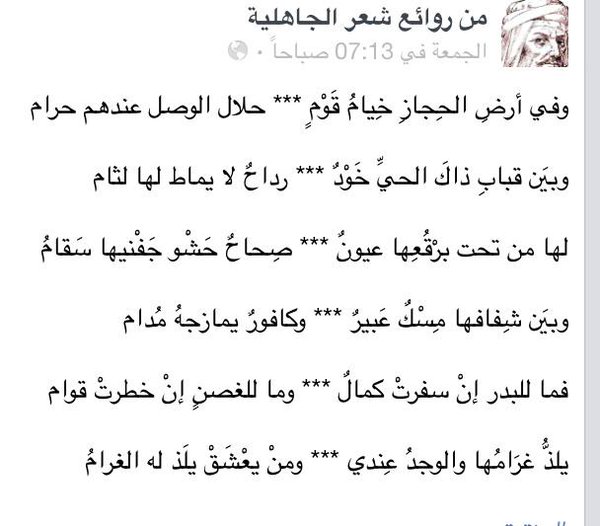 من روائع شعر الجاهلية
الجمعة في 07:13 صباحاً ·
وفي أرضِ الحِجازِ خِيامُ قَوْمٍ *** حلال الوصل عندهم حرام
وبيَن قبابِ ذاكَ الحيِّ خَوْدٌ *** رداحُ لا يماط لها لثام
لها من تحت برْقُعِها عيونٌ *** صِحاحٌ حَشْو جَفْنيها سَقامُ
وبيَن شِفافها مِسْكٌ عَبيرٌ *** وكافورٌ يمازجهُ مُدام
فما للبدر إنْ سفرتْ كمالٌ *** وما للغصنٍ إنْ خطرتْ قوام
يلذُّ غرَامُها والوجدُ عِندي *** ومنْ يعْشَقْ يلَذ له الغرامُ